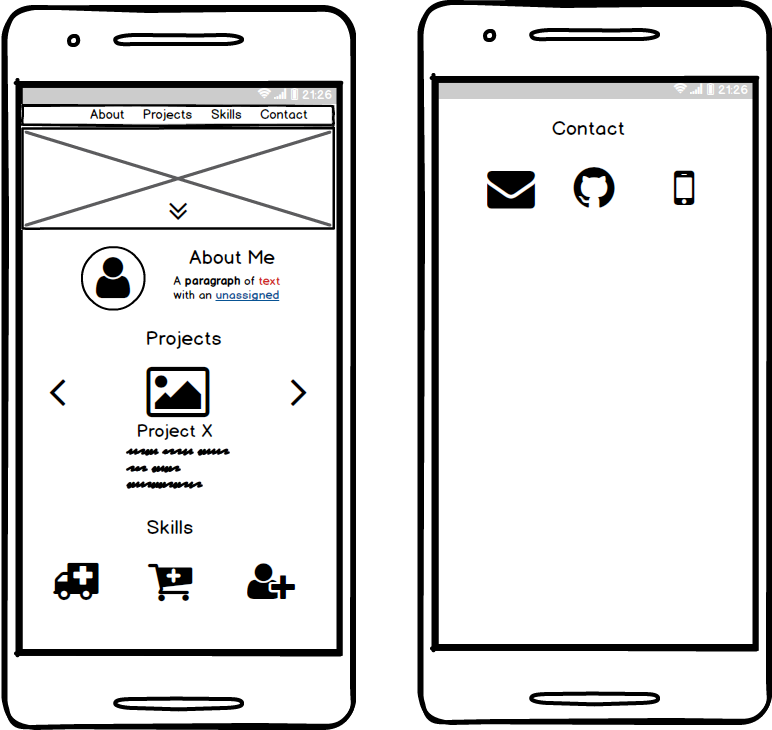 21:26
About Projects Skills Contact
About Me
A paragraph of text
with an unassigned
Projects
Project X
Skills
21:26
Contact